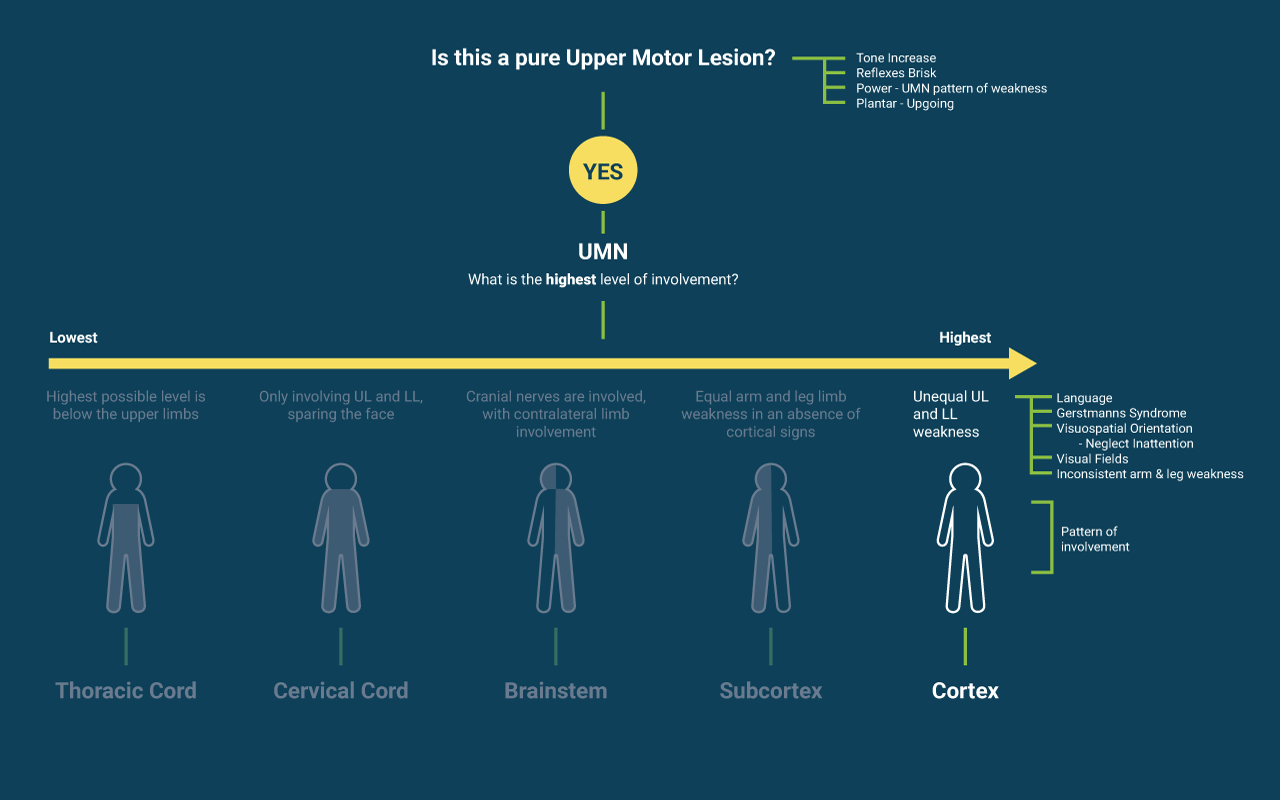 Is this a pure Upper Motor Lesion?
Tone Increase
Reflexes Brisk
Power - UMN pattern of weakness
Plantar - Upgoing
YES
UMN
What is the highest level of involvement?
Lowest
Highest
Highest possible level is
below the upper limbs
Only involving UL and LL,
sparing the face
Cranial nerves are involved,
with contralateral limb
involvement
Equal arm and leg limb
weakness in an absence of
cortical signs
Unequal UL
and LL
weakness
Language
Gerstmanns Syndrome
Visuospatial Orientation
- Neglect Inattention
Visual Fields
Inconsistent arm & leg weakness
Pattern of
involvement
Thoracic Cord
Cervical Cord
Brainstem
Subcortex
Cortex